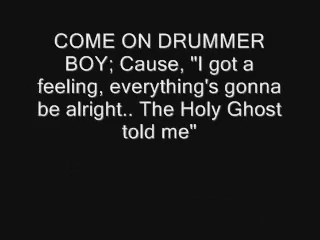 COME ON DRUMMER
BOY; Cause, "I got a
feeling, everything's gonna
be alright.. The Holy Ghost
told me"